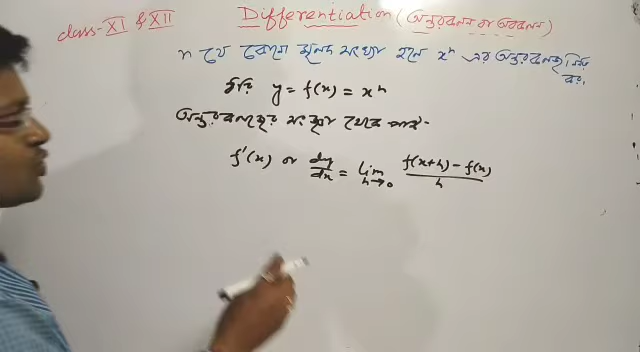 class-XI & XII
Differentiation (অন্তরকলন বা অবকলন)
n যে কোনো মূলদ সংখ্যা হলে xⁿ এর অন্তরকলজ নির্ণয়
কর।
ধরি y = f(x) = xⁿ
অন্তরকলজের সংজ্ঞা থেকে পাই-
f'(x) or dy/dx = lim h→0 f(x+h) - f(x) / h